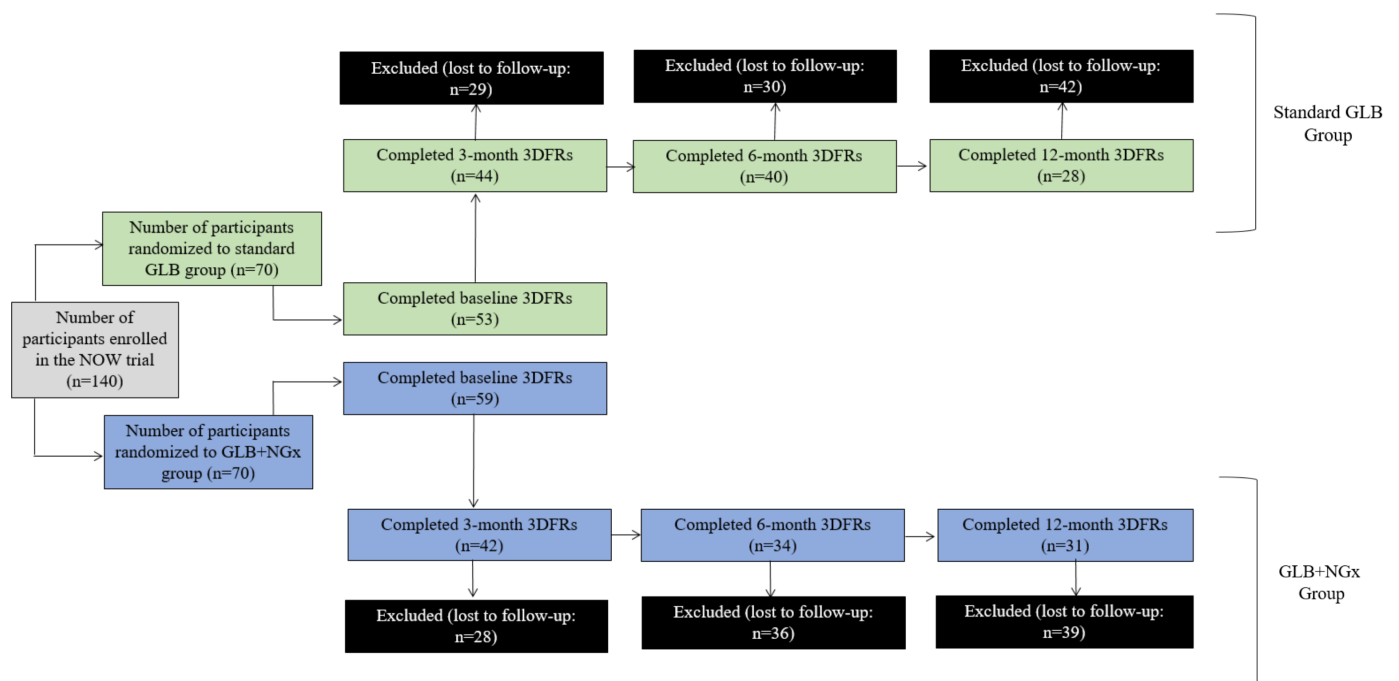 Excluded (lost to follow-up:
n=29)
Excluded (lost to follow-up:
n=30)
Excluded (lost to follow-up:
n=42)
Standard GLB
Group
Completed 3-month 3DFRs
(n=44)
Completed 6-month 3DFRs
(n=40)
Completed 12-month 3DFRs
(n=28)
Number of participants
randomized to standard
GLB group (n=70)
Completed baseline 3DFRs
(n=53)
Number of
participants enrolled
in the NOW trial
(n=140)
Completed baseline 3DFRs
(n=59)
Number of participants
randomized to GLB+NGx
group (n=70)
Completed 3-month 3DFRs
(n=42)
Completed 6-month 3DFRs
(n=34)
Completed 12-month 3DFRs
(n=31)
GLB+NGx
Group
Excluded (lost to follow-up:
n=28)
Excluded (lost to follow-up:
n=36)
Excluded (lost to follow-up:
n=39)